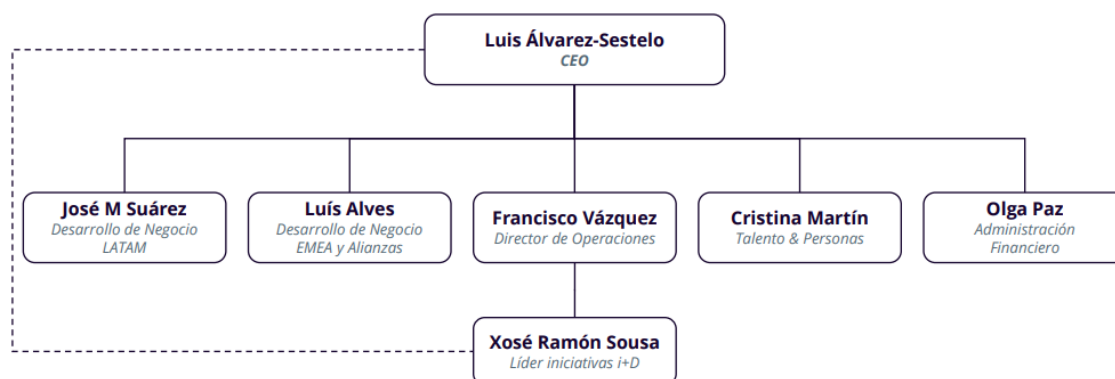 Luis Álvarez-Sestelo
CEO
José M Suárez
Desarrollo de Negocio
LATAM
Luís Alves
Desarrollo de Negocio
EMEA y Alianzas
Francisco Vázquez
Director de Operaciones
Cristina Martín
Talento & Personas
Olga Paz
Administración
Financiero
Xosé Ramón Sousa
Líder iniciativas i+D